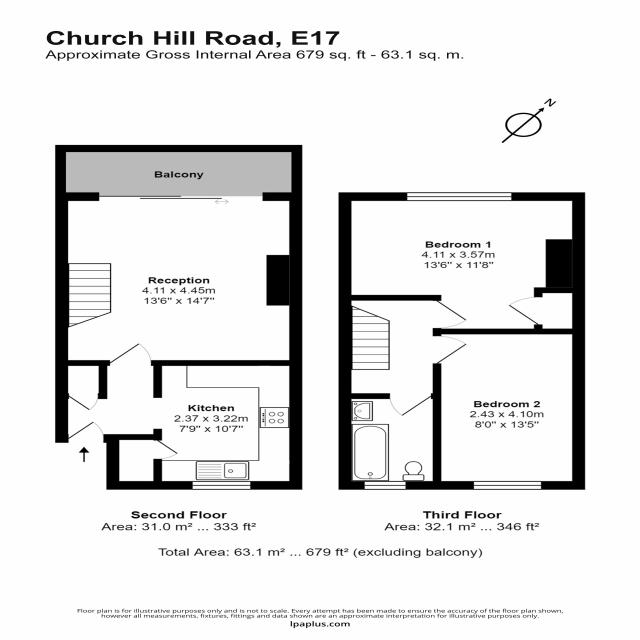 Church Hill Road, E17
Approximate Gross Internal Area 679 sq. ft - 63.1 sq. m.
N
Balcony
Reception
4.11 x 4.45m
13'6" x 14'7"
Kitchen
2.37 x 3.22m
7'9" x 10'7"
Bedroom 1
4.11 x 3.57m
13'6" x 11'8"
Bedroom 2
2.43 x 4.10m
8'0" x 13'5"
Second Floor
Area: 31.0 m² ... 333 ft²
Third Floor
Area: 32.1 m² ... 346 ft²
Total Area: 63.1 m² ... 679 ft² (excluding balcony)
Floor plan is for illustrative purposes only and is not to scale. Every attempt has been made to ensure the accuracy of the floor plan shown,
however all measurements, fixtures, fittings and data shown are an approximate interpretation for illustrative purposes only.
lpaplus.com